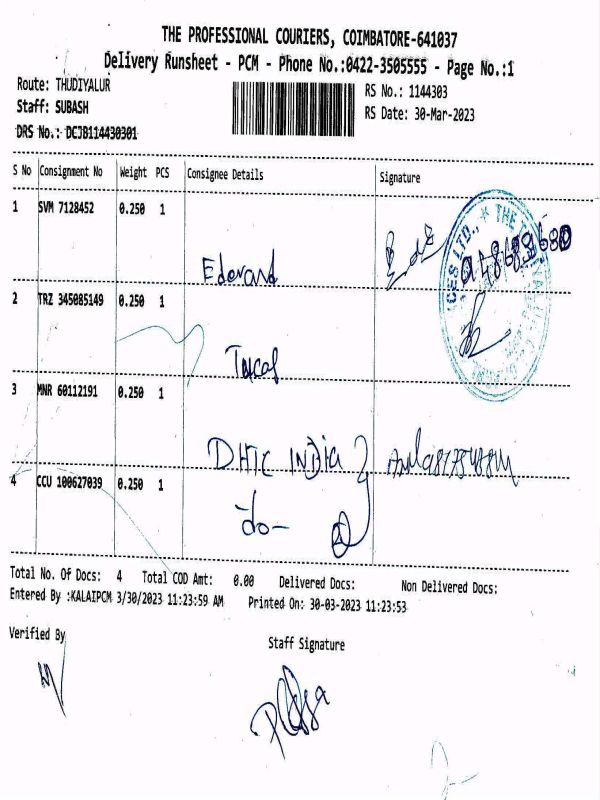 THE PROFESSIONAL COURIERS, COIMBATORE-641037
Delivery Runsheet - PCM - Phone No.:0422-3505555 - Page No.:1
Route: THUDIYALUR
RS No.: 1144303
Staff: SUBASH
RS Date: 30-Mar-2023
DRS No.: DCJB114430301
S No Consignment No Weight PCS Consignee Details Signature
1 SVM 7128452 0.250 1
2 TRZ 345085149 0.250 1
3 MNR 60112191 0.250 1
DHTC INDIA
4 CCU 100627039 0.250 1
-do-
Total No. Of Docs: 4 Total COD Amt: 0.00 Delivered Docs: Non Delivered Docs:
Entered By :KALAIPCM 3/30/2023 11:23:59 AM Printed On: 30-03-2023 11:23:53
Verified By
Staff Signature